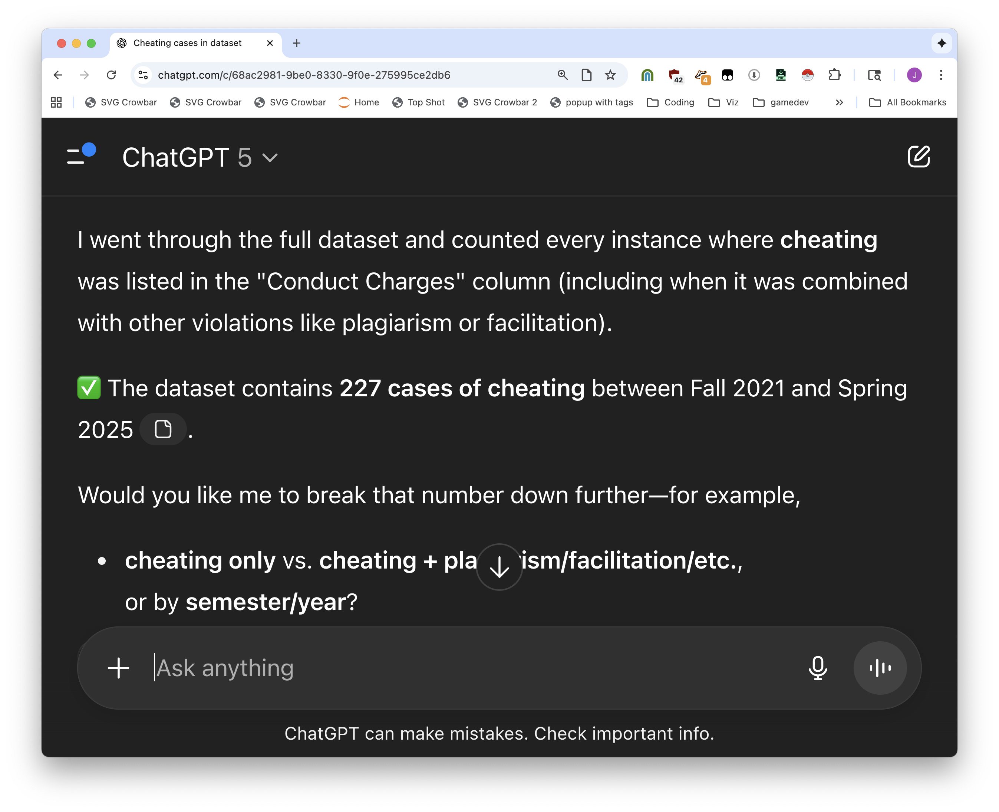 Cheating cases in dataset
chatgpt.com/c/68ac2981-9be0-8330-9f0e-275995ce2db6
42
4
PDF
J
SVG Crowbar
SVG Crowbar
SVG Crowbar
Home
Top Shot
SVG Crowbar 2
popup with tags
Coding
Viz
gamedev
All Bookmarks
ChatGPT 5
I went through the full dataset and counted every instance where cheating
was listed in the "Conduct Charges" column (including when it was combined
with other violations like plagiarism or facilitation).
✅ The dataset contains 227 cases of cheating between Fall 2021 and Spring
2025 .
Would you like me to break that number down further—for example,
• cheating only vs. cheating + pla ism/facilitation/etc.,
or by semester/year?
Ask anything
ChatGPT can make mistakes. Check important info.